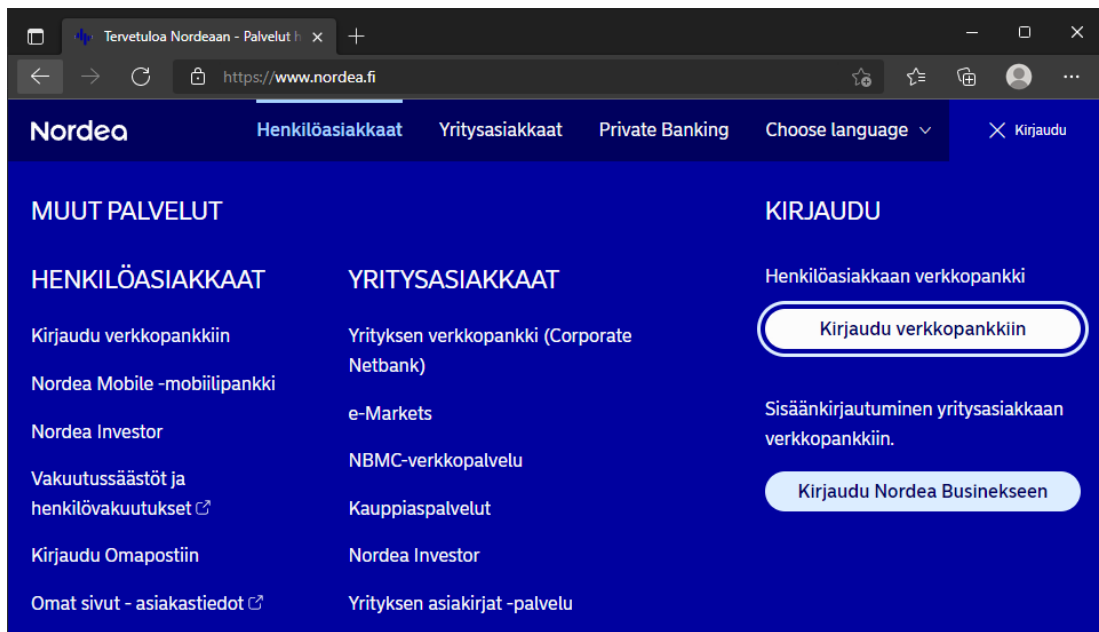 Tervetuloa Nordeaan - Palvelut h
https://www.nordea.fi
Nordea
Henkilöasiakkaat
Yritysasiakkaat
Private Banking
Choose language
Kirjaudu
MUUT PALVELUT
HENKILÖASIAKKAAT
Kirjaudu verkkopankkiin
Nordea Mobile -mobiilipankki
Nordea Investor
Vakuutussäästöt ja
henkilövakuutukset
Kirjaudu Omapostiin
Omat sivut - asiakastiedot
YRITYSASIAKKAAT
Yrityksen verkkopankki (Corporate
Netbank)
e-Markets
NBMC-verkkopalvelu
Kauppiaspalvelut
Nordea Investor
Yrityksen asiakirjat -palvelu
KIRJAUDU
Henkilöasiakkaan verkkopankki
Kirjaudu verkkopankkiin
Sisäänkirjautuminen yritysasiakkaan
verkkopankkiin.
Kirjaudu Nordea Businekseen